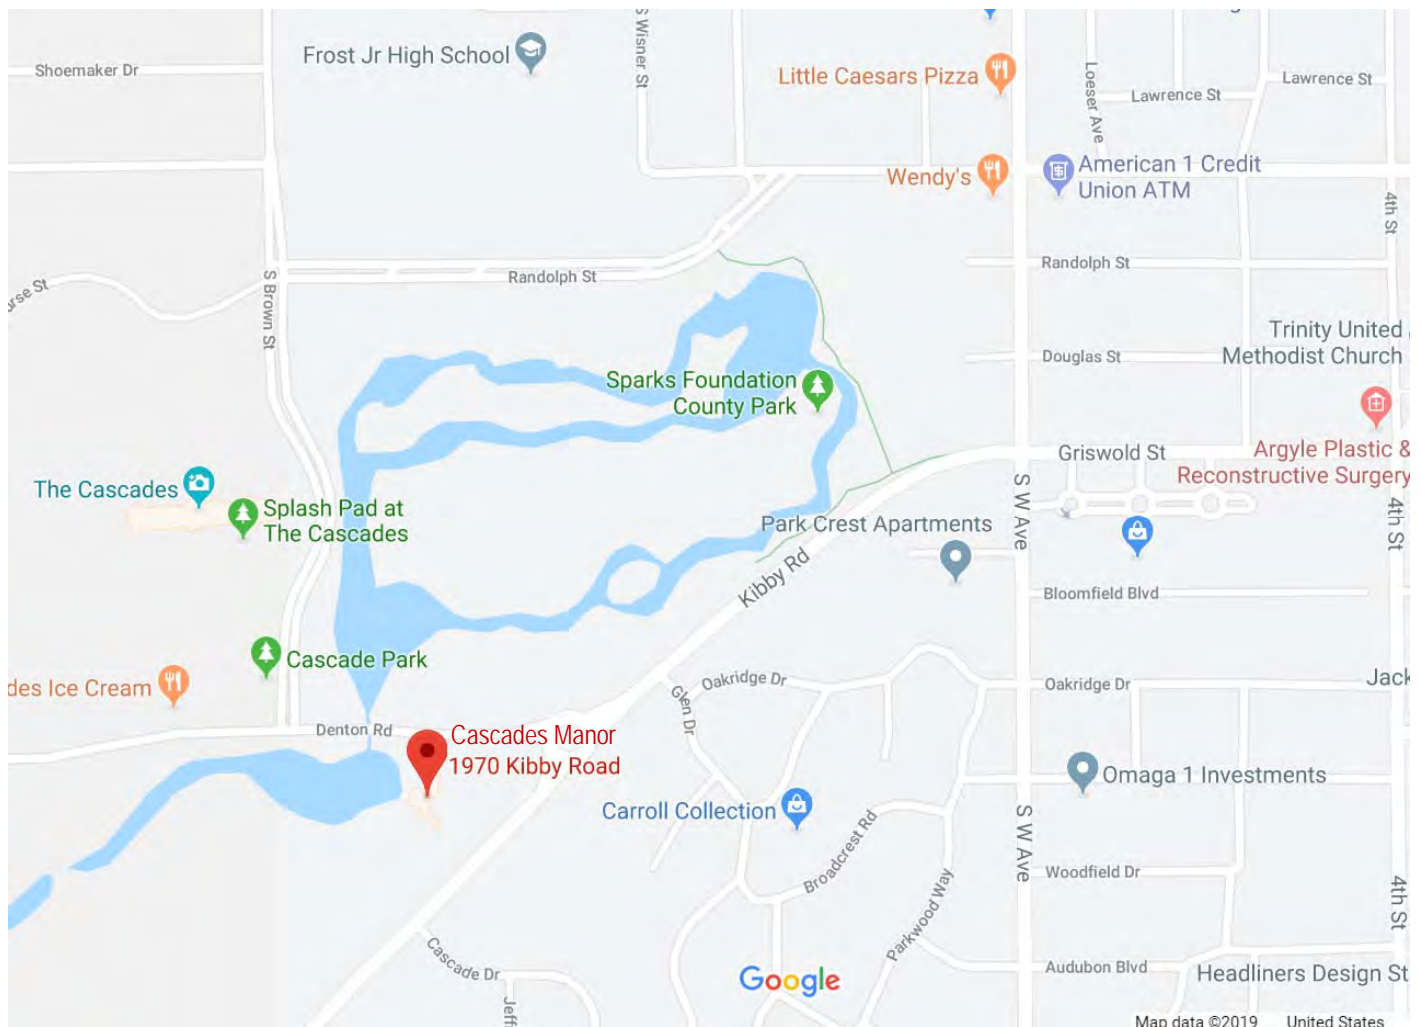 Frost Jr High School
Shoemaker Dr
S Wisner St
Little Caesars Pizza
Loeser Ave
Lawrence St
Lawrence St
Wendy's
American 1 Credit
Union ATM
4th St
Randolph St
Randolph St
S Brown St
Trinity United
Methodist Church
Douglas St
Sparks Foundation
County Park
Griswold St
Argyle Plastic &
Reconstructive Surgery
The Cascades
Splash Pad at
The Cascades
Park Crest Apartments
S W Ave
4th St
Kibby Rd
Bloomfield Blvd
Cascade Park
des Ice Cream
Glen Dr
Oakridge Dr
Oakridge Dr
Jack
Denton Rd
Cascades Manor
1970 Kibby Road
Omaga 1 Investments
Carroll Collection
Broadcrest Rd
S W Ave
Woodfield Dr
4th St
Parkwood Way
Cascade Dr
Jeff
Google
Audubon Blvd
Headliners Design St
Map data ©2019 United States